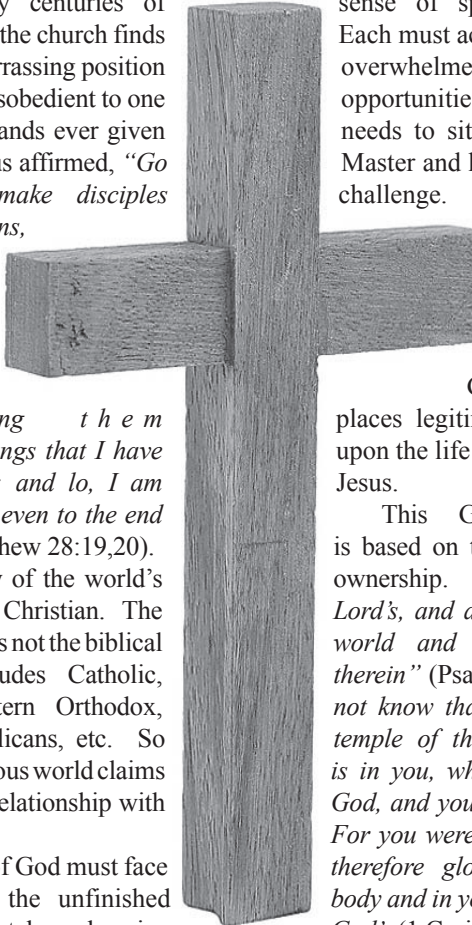 y centuries of
the church finds
rrassing position
sobedient to one
ands ever given
us affirmed, “Go
make disciples
ns,
ng t h e m
ngs that I have
and lo, I am
even to the end
hew 28:19,20).
y of the world’s
Christian. The
s not the biblical
udes Catholic,
tern Orthodox,
licans, etc. So
ous world claims
elationship with
f God must face
the unfinished
sense of sp
Each must ac
overwhelme
opportunitie
needs to sit
Master and l
challenge.
places legiti
upon the life
Jesus.
This G
is based on t
ownership.
Lord’s, and a
world and
therein” (Psa
not know tha
temple of th
is in you, wh
God, and you
For you were
therefore glo
body and in yo